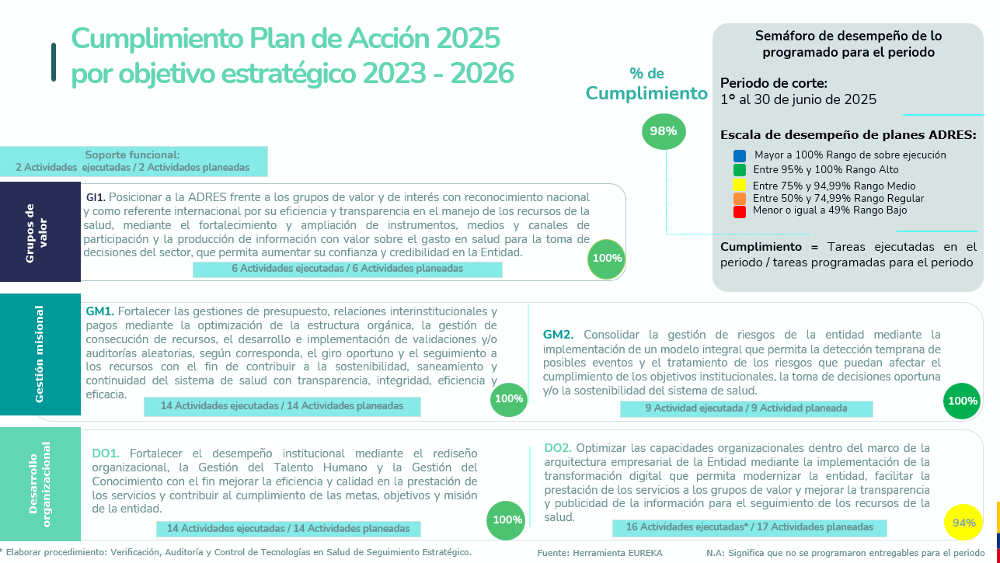 Cumplimiento Plan de Acción 2025
por objetivo estratégico 2023 - 2026
% de
Cumplimiento
98%
Semáforo de desempeño de lo
programado para el periodo
Periodo de corte:
1° al 30 de junio de 2025
Escala de desempeño de planes ADRES:
Mayor a 100% Rango de sobre ejecución
Entre 95% y 100% Rango Alto
Entre 75% y 94,99% Rango Medio
Entre 50% y 74,99% Rango Regular
Menor o igual a 49% Rango Bajo
Cumplimiento = Tareas ejecutadas en el
periodo / tareas programadas para el periodo
Soporte funcional:
2 Actividades ejecutadas / 2 Actividades planeadas
Grupos de
valor
GI1. Posicionar a la ADRES frente a los grupos de valor y de interés con reconocimiento nacional
y como referente internacional por su eficiencia y transparencia en el manejo de los recursos de la
salud, mediante el fortalecimiento y ampliación de instrumentos, medios y canales de
participación y la producción de información con valor sobre el gasto en salud para la toma de
decisiones del sector, que permita aumentar su confianza y credibilidad en la Entidad.
6 Actividades ejecutadas / 6 Actividades planeadas
100%
Gestión misional
GM1. Fortalecer las gestiones de presupuesto, relaciones interinstitucionales y
pagos mediante la optimización de la estructura orgánica, la gestión de
consecución de recursos, el desarrollo e implementación de validaciones y/o
auditorías aleatorias, según corresponda, el giro oportuno y el seguimiento a
los recursos con el fin de contribuir a la sostenibilidad, saneamiento y
continuidad del sistema de salud con transparencia, integridad, eficiencia y
eficacia.
14 Actividades ejecutadas / 14 Actividades planeadas
100%
GM2. Consolidar la gestión de riesgos de la entidad mediante la
implementación de un modelo integral que permita la detección temprana de
posibles eventos y el tratamiento de los riesgos que puedan afectar el
cumplimiento de los objetivos institucionales, la toma de decisiones oportuna
y/o la sostenibilidad del sistema de salud.
9 Actividad ejecutada / 9 Actividad planeada
100%
Desarrollo
organizacional
DO1. Fortalecer el desempeño institucional mediante el rediseño
organizacional, la Gestión del Talento Humano y la Gestión del
Conocimiento con el fin mejorar la eficiencia y calidad en la prestación de
los servicios y contribuir al cumplimiento de las metas, objetivos y misión
de la entidad.
14 Actividades ejecutadas / 14 Actividades planeadas
100%
DO2. Optimizar las capacidades organizacionales dentro del marco de la
arquitectura empresarial de la Entidad mediante la implementación de la
transformación digital que permita modernizar la entidad, facilitar la
prestación de los servicios a los grupos de valor y mejorar la transparencia
y publicidad de la información para el seguimiento de los recursos de la
salud.
16 Actividades ejecutadas* / 17 Actividades planeadas
94%
* Elaborar procedimiento: Verificación, Auditoría y Control de Tecnologías en Salud de Seguimiento Estratégico.
Fuente: Herramienta EUREKA
N.A: Significa que no se programaron entregables para el periodo